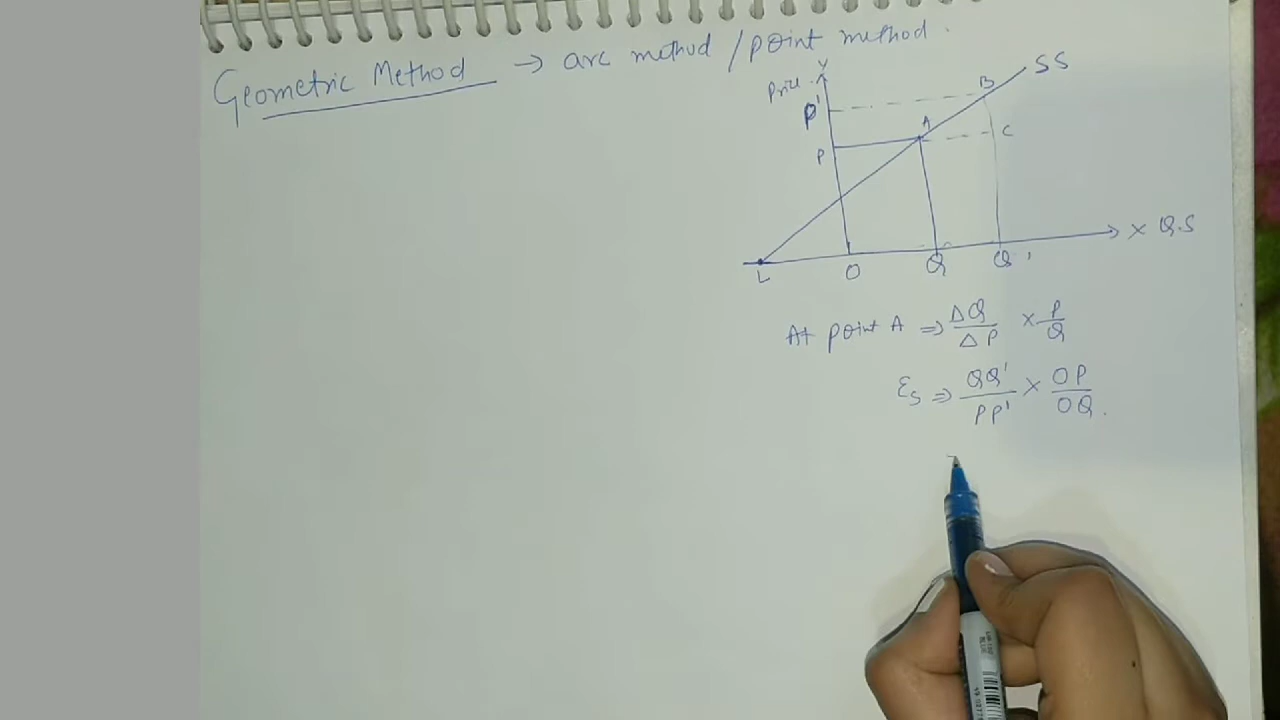 Geometric Method → arc method / point method.
Y
Price
P'
P
A
B
SS
C
L
O
Q
Q'
X Q.S
At point A ⇒ ΔQ/ΔP × P/Q
Es ⇒ QQ'/PP' × OP/OQ.